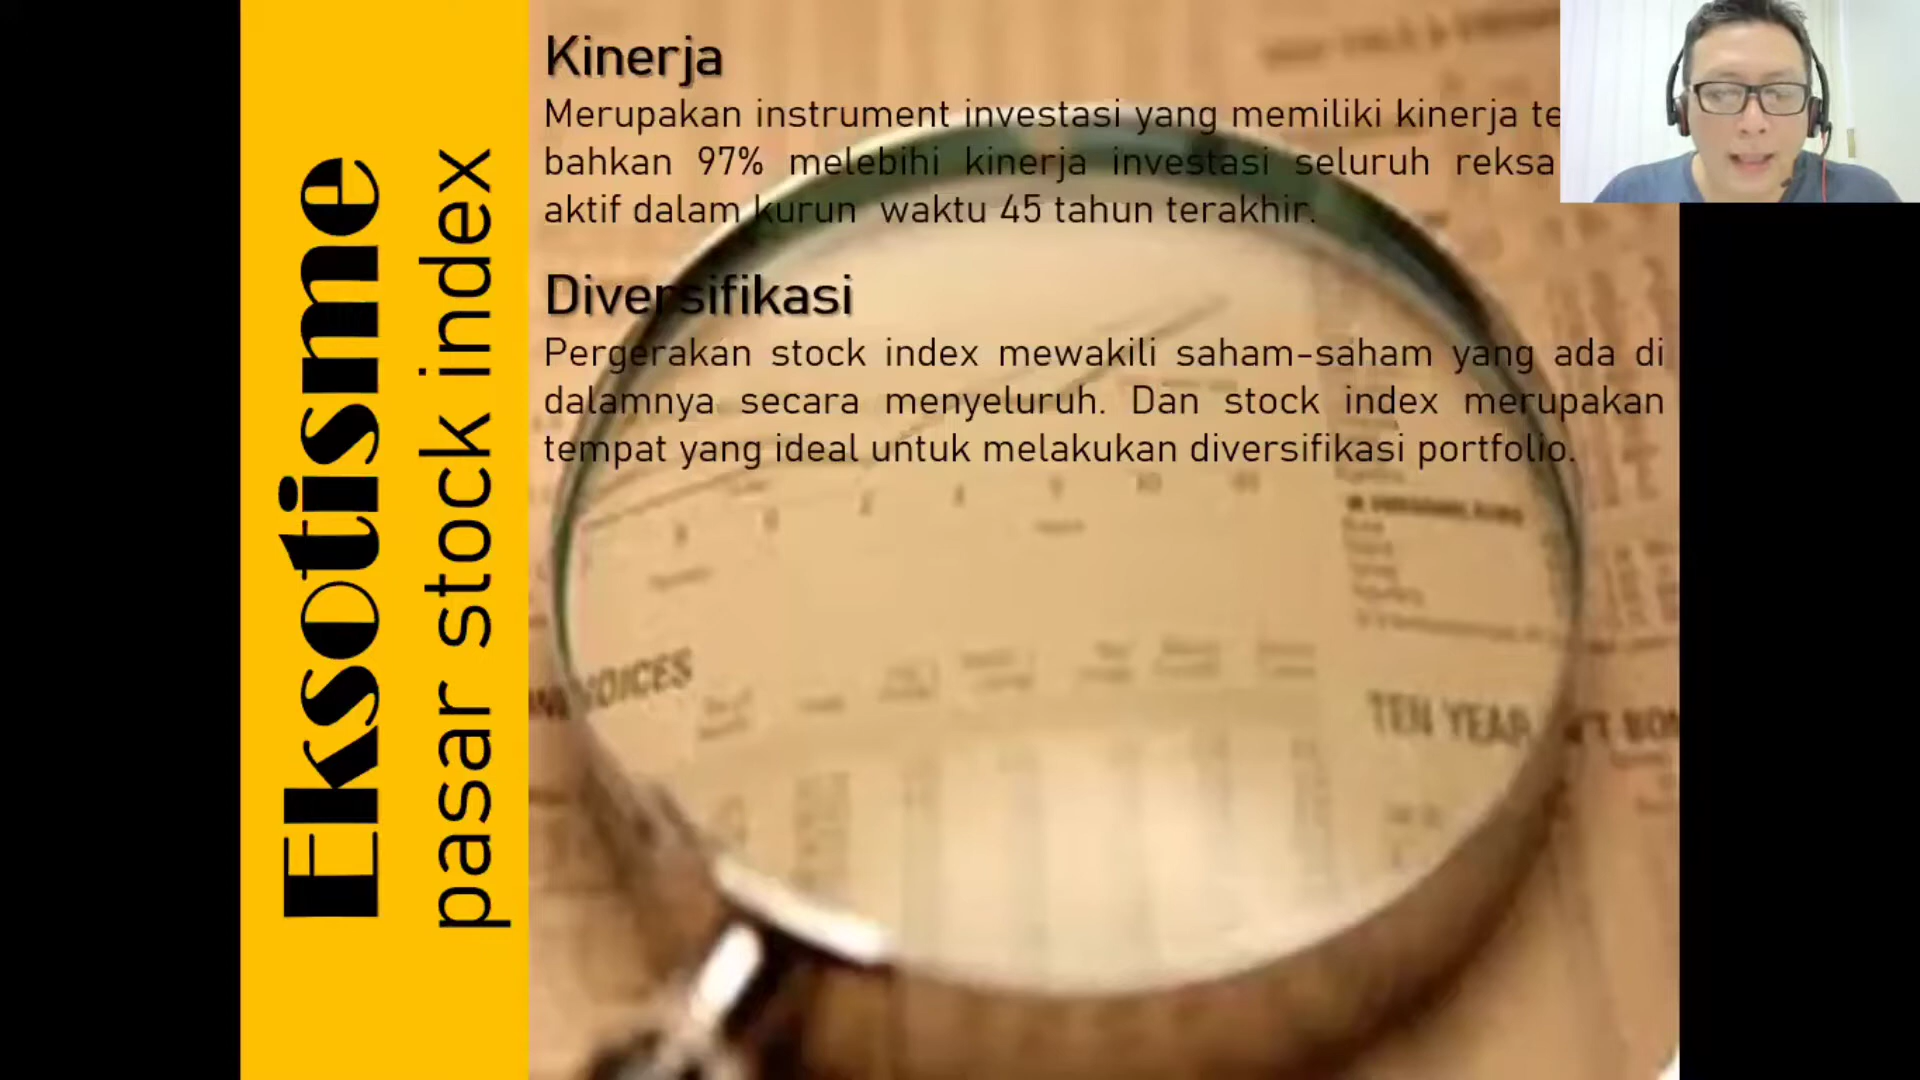 Eksotisme
pasar stock index
Kinerja
Merupakan instrument investasi yang memiliki kinerja
bahkan 97% melebihi kinerja investasi seluruh reksa
aktif dalam kurun waktu 45 tahun terakhir.
Diversifikasi
Pergerakan stock index mewakili saham-saham yang ada di
dalamnya secara menyeluruh. Dan stock index merupakan
tempat yang ideal untuk melakukan diversifikasi portfolio.
TEN YEAR